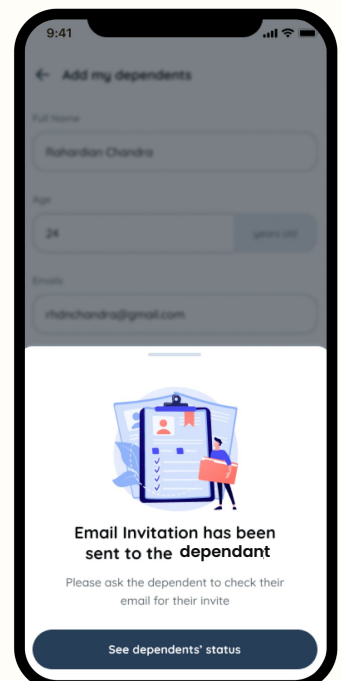 9:41
Add my dependents
Full Name
Rahardian Chandra
Age
24 years old
Emails
rhdnchandra@gmail.com
Email Invitation has been
sent to the dependant
Please ask the dependent to check their
email for their invite
See dependents' status